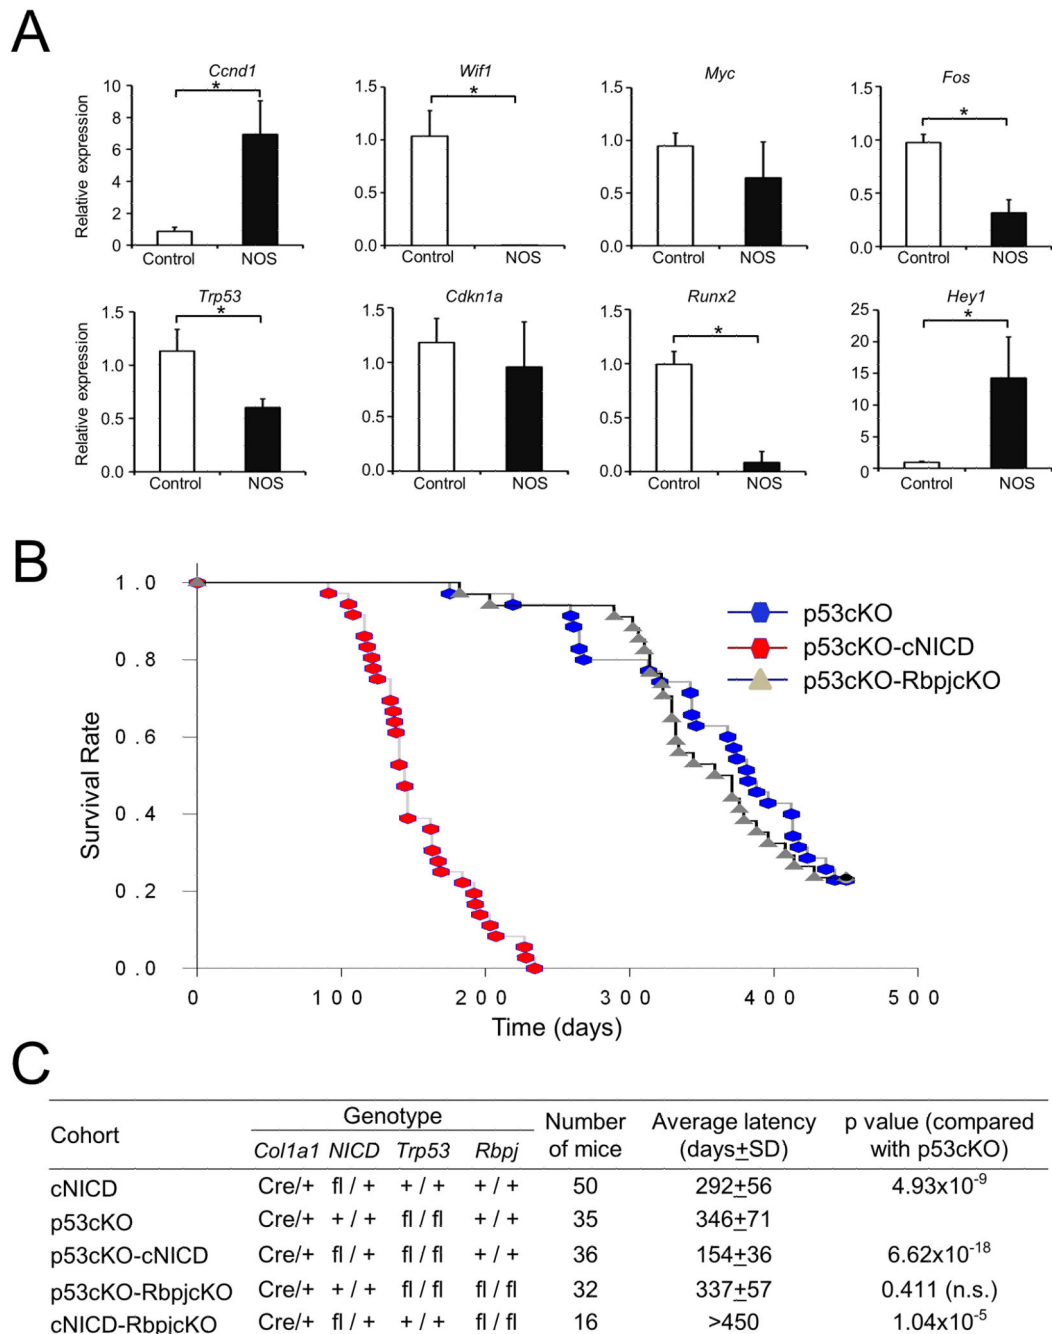 A
Ccnd1 Wif1 Myc Fos
Relative expression
10
8
6
4
2
0
Control NOS
*
1.5
1.0
0.5
0.0
Control NOS
*
1.5
1.0
0.5
0.0
Control NOS
1.5
1.0
0.5
0.0
Control NOS
*
Trp53 Cdkn1a Runx2 Hey1
Relative expression
1.5
1.0
0.5
0.0
Control NOS
*
1.5
1.0
0.5
0.0
Control NOS
1.5
1.0
0.5
0.0
Control NOS
*
25
20
15
10
5
0
Control NOS
*
B
Survival Rate
1.0
0.8
0.6
0.4
0.2
0.0
p53cKO
p53cKO-cNICD
p53cKO-RbpjcKO
0 100 200 300 400 500
Time (days)
C
Cohort Genotype Number of mice Average latency (days±SD) p value (compared with p53cKO)
Col1a1 NICD Trp53 Rbpj
cNICD Cre/+ fl / + + / + + / + 50 292±56 4.93x10⁻⁹
p53cKO Cre/+ + / + fl / fl + / + 35 346±71
p53cKO-cNICD Cre/+ fl / + fl / fl + / + 36 154±36 6.62x10⁻¹⁸
p53cKO-RbpjcKO Cre/+ + / + fl / fl fl / fl 32 337±57 0.411 (n.s.)
cNICD-RbpjcKO Cre/+ fl / + + / + fl / fl 16 >450 1.04x10⁻⁵